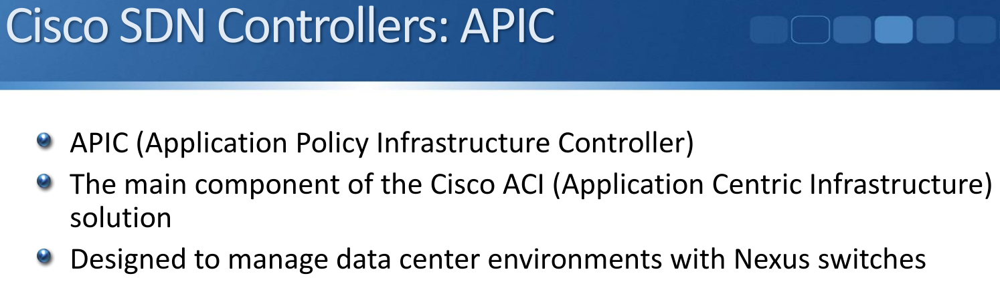 Cisco SDN Controllers: APIC
APIC (Application Policy Infrastructure Controller)
The main component of the Cisco ACI (Application Centric Infrastructure)
solution
Designed to manage data center environments with Nexus switches